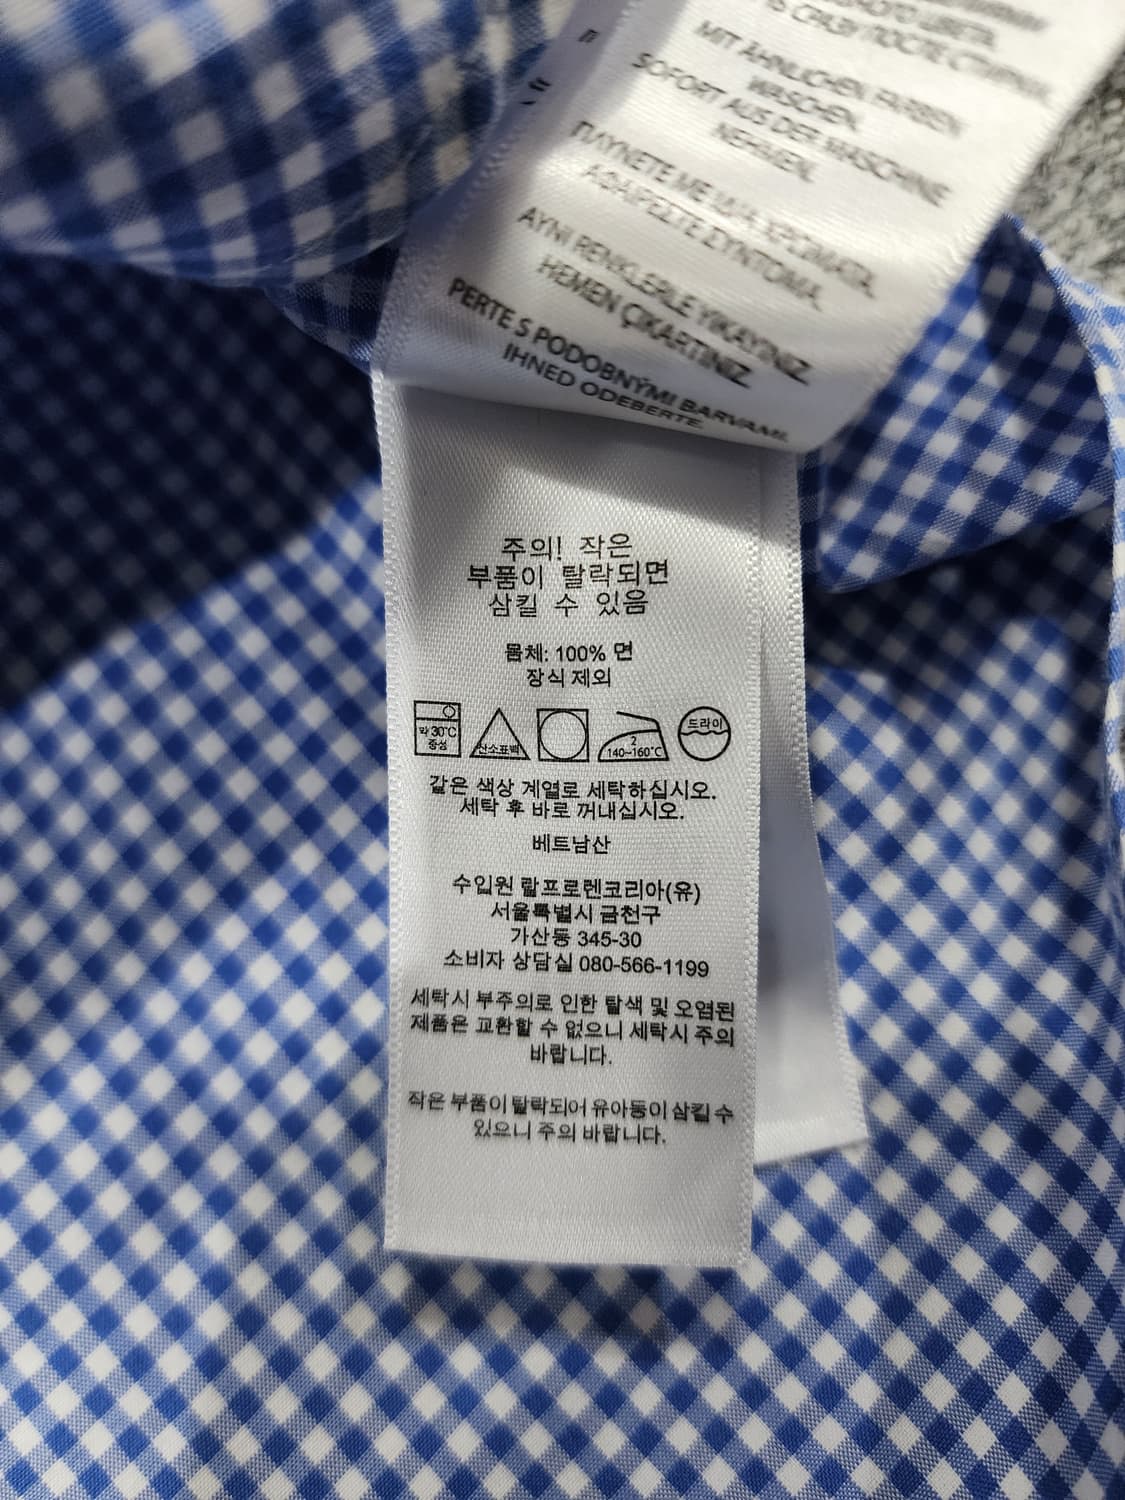 МІТ ÄHNLICHEN FARBEN
WASCHEN.
SOFORT AUS DER MASCHINE
NEHMEN.
ΠΛΥΝΕΤΕ ΜΕ
ΑΦΑΙΡΕΙΤΕ ΣΥΝΤΟΜΑ.
AYNI RENKLERLE YIKAYINIZ
HEMEN ÇIKARTINIZ
PERTE S PODOBNÝMI BARVAMI.
IHNED ODEBERTE.
주의! 작은
부품이 탈락되면
삼킬 수 있음
몸체: 100% 면
장식 제외
약 30°C
중성
산소표백
2
140~160°C
드라이
같은 색상 계열로 세탁하십시오.
세탁 후 바로 꺼내십시오.
베트남산
수입원 랄프로렌코리아(유)
서울특별시 금천구
가산동 345-30
소비자 상담실 080-566-1199
세탁시 부주의로 인한 탈색 및 오염된
제품은 교환할 수 없으니 세탁시 주의
바랍니다.
작은 부품이 탈락되어 유아등이 삼킬 수
있으니 주의 바랍니다.